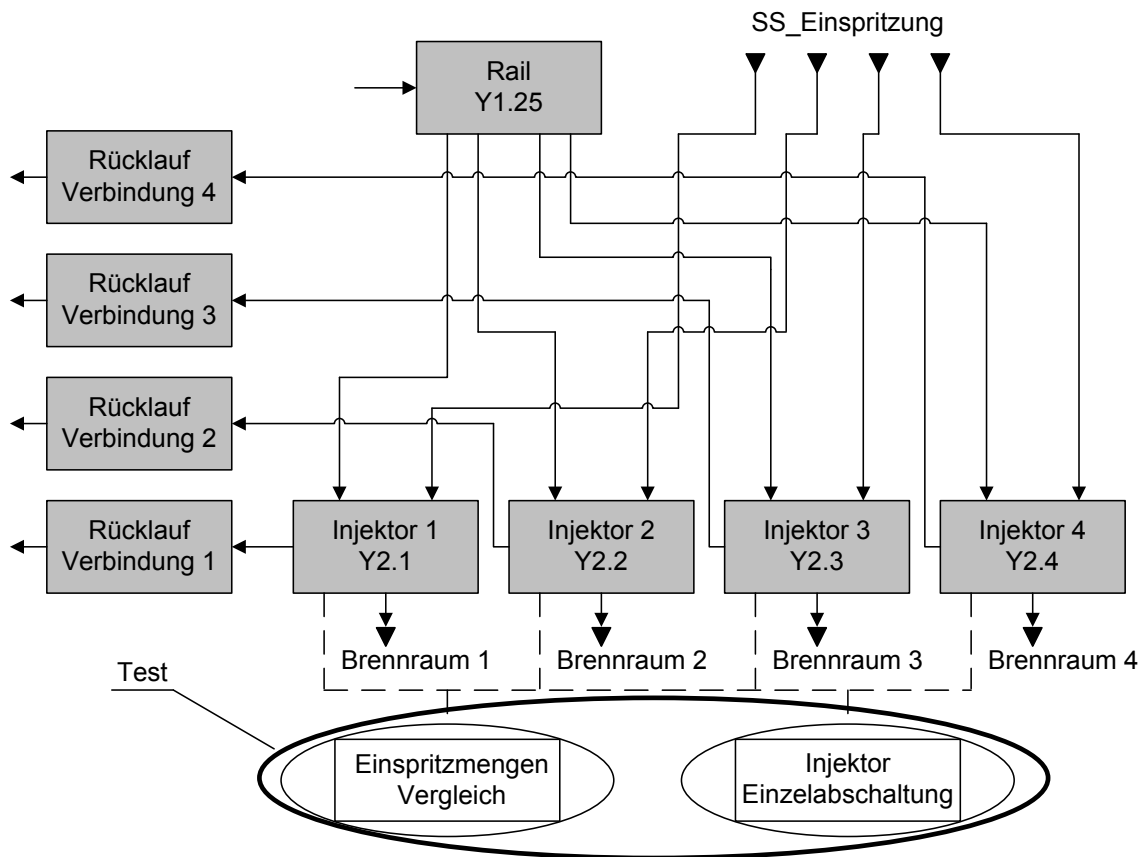 SS_Einspritzung
Rail
Y1.25
Rücklauf
Verbindung 4
Rücklauf
Verbindung 3
Rücklauf
Verbindung 2
Rücklauf
Verbindung 1
Injektor 1
Y2.1
Injektor 2
Y2.2
Injektor 3
Y2.3
Injektor 4
Y2.4
Brennraum 1
Brennraum 2
Brennraum 3
Brennraum 4
Test
Einspritzmengen
Vergleich
Injektor
Einzelabschaltung